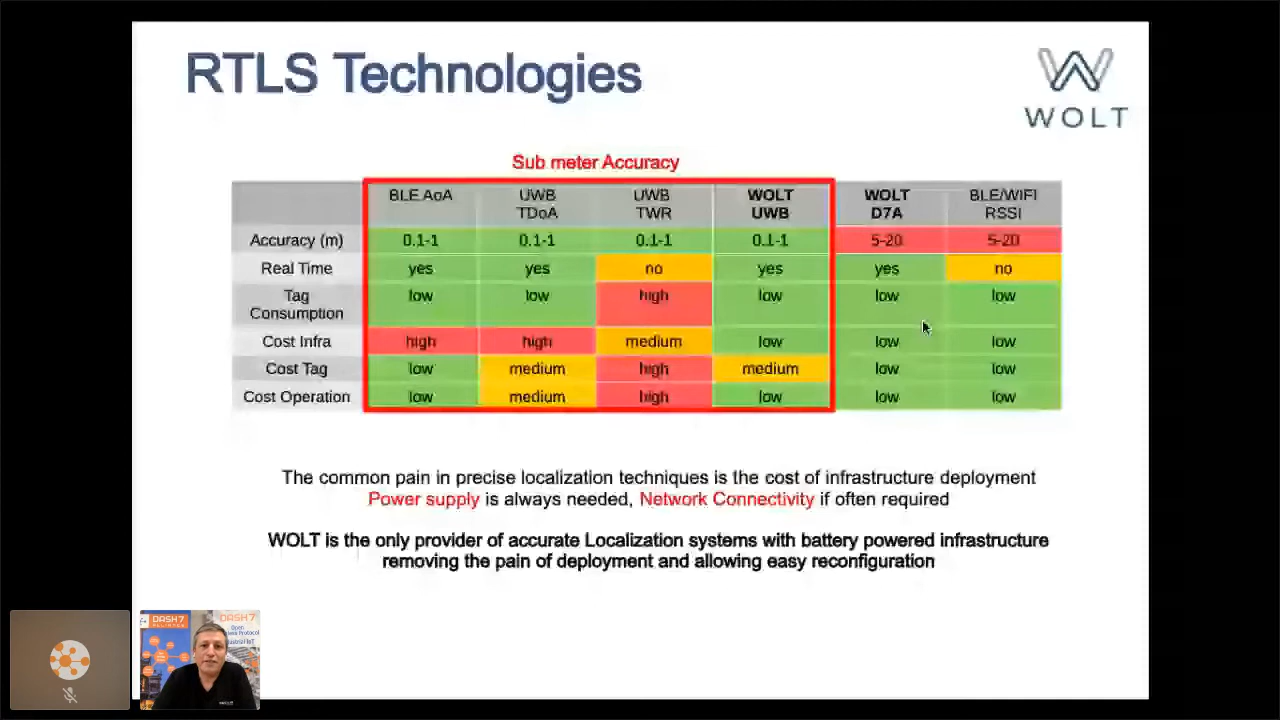 RTLS Technologies
WOLT
Sub meter Accuracy
BLE AoA UWB TDoA UWB TWR WOLT UWB WOLT D7A BLE/WIFI RSSI
Accuracy (m) 0.1-1 0.1-1 0.1-1 0.1-1 5-20 5-20
Real Time yes yes no yes yes no
Tag Consumption low low high low low low
Cost Infra high high medium low low low
Cost Tag low medium high medium low low
Cost Operation low medium high low low low
The common pain in precise localization techniques is the cost of infrastructure deployment
Power supply is always needed, Network Connectivity if often required
WOLT is the only provider of accurate Localization systems with battery powered infrastructure
removing the pain of deployment and allowing easy reconfiguration
DASH7
ALLIANCE
DASH7
Open
Protocol